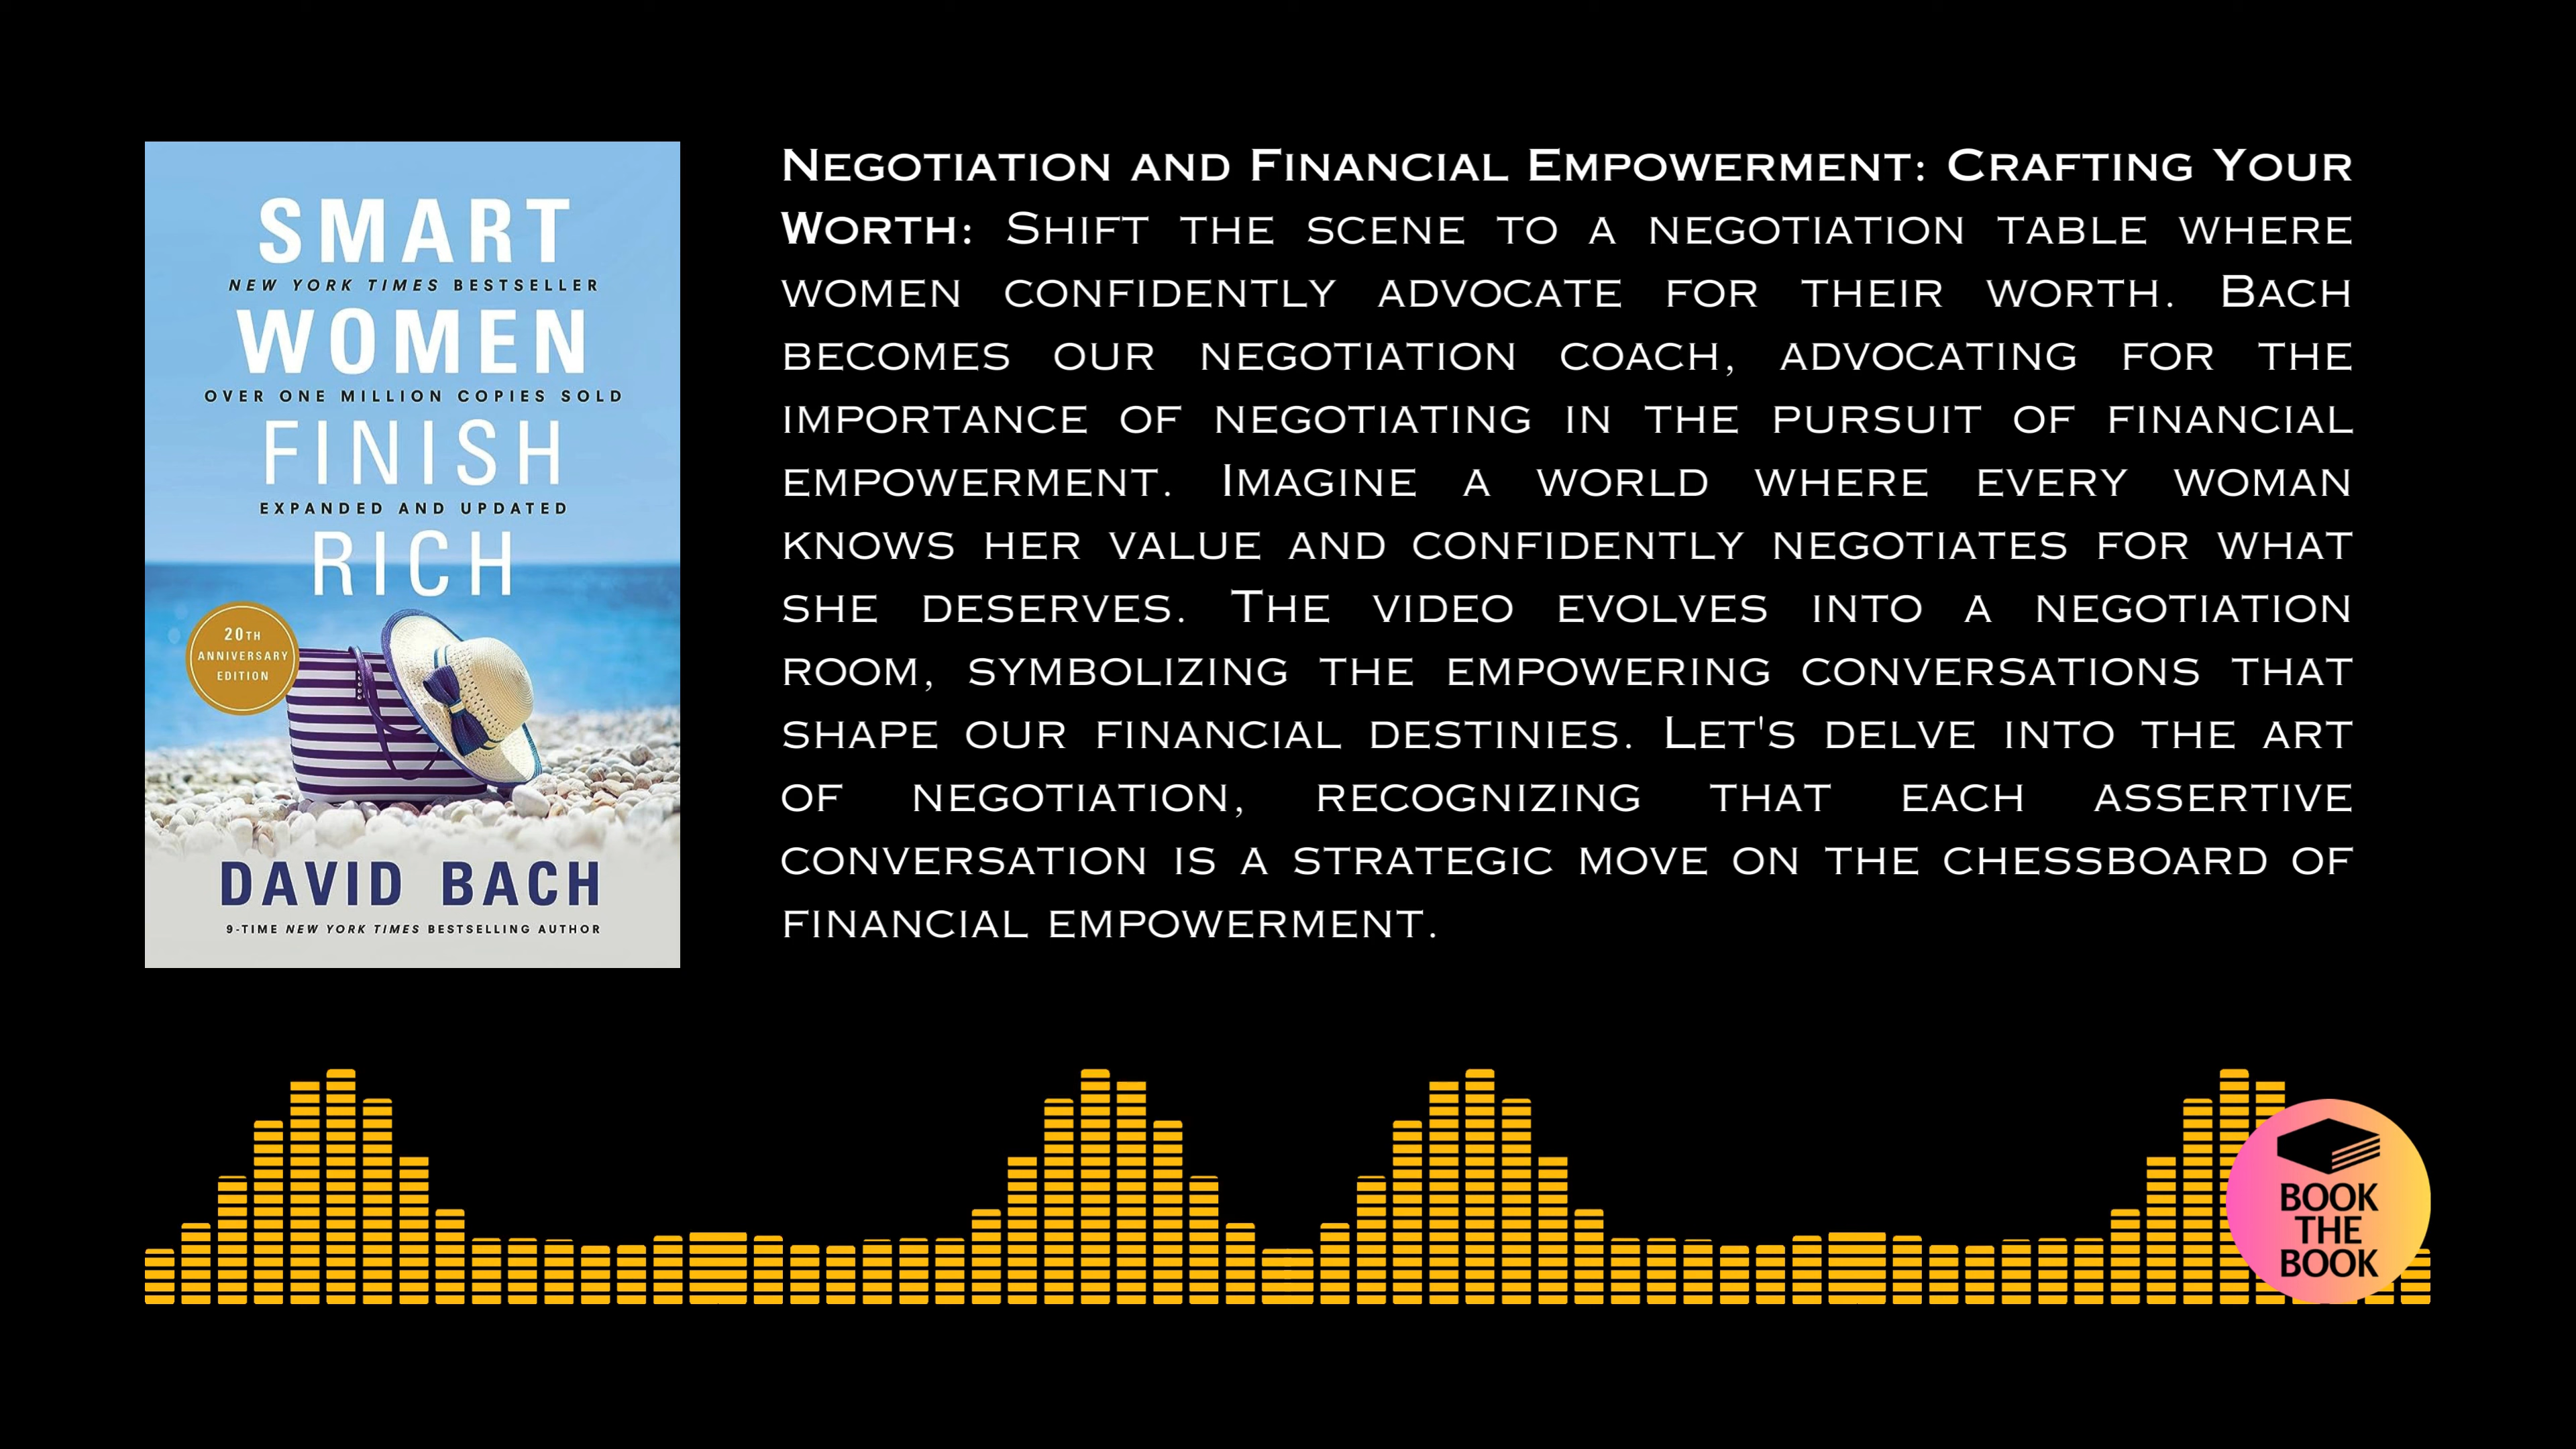 SMART
NEW YORK TIMES BESTSELLER
WOMEN
OVER ONE MILLION COPIES SOLD
FINISH
EXPANDED AND UPDATED
RICH
20TH
ANNIVERSARY
EDITION
DAVID BACH
9-TIME NEW YORK TIMES BESTSELLING AUTHOR
NEGOTIATION AND FINANCIAL EMPOWERMENT: CRAFTING YOUR
WORTH: SHIFT THE SCENE TO A NEGOTIATION TABLE WHERE
WOMEN CONFIDENTLY ADVOCATE FOR THEIR WORTH. BACH
BECOMES OUR NEGOTIATION COACH, ADVOCATING FOR THE
IMPORTANCE OF NEGOTIATING IN THE PURSUIT OF FINANCIAL
EMPOWERMENT. IMAGINE A WORLD WHERE EVERY WOMAN
KNOWS HER VALUE AND CONFIDENTLY NEGOTIATES FOR WHAT
SHE DESERVES. THE VIDEO EVOLVES INTO A NEGOTIATION
ROOM, SYMBOLIZING THE EMPOWERING CONVERSATIONS THAT
SHAPE OUR FINANCIAL DESTINIES. LET'S DELVE INTO THE ART
OF NEGOTIATION, RECOGNIZING THAT EACH ASSERTIVE
CONVERSATION IS A STRATEGIC MOVE ON THE CHESSBOARD OF
FINANCIAL EMPOWERMENT.
BOOK
THE
BOOK